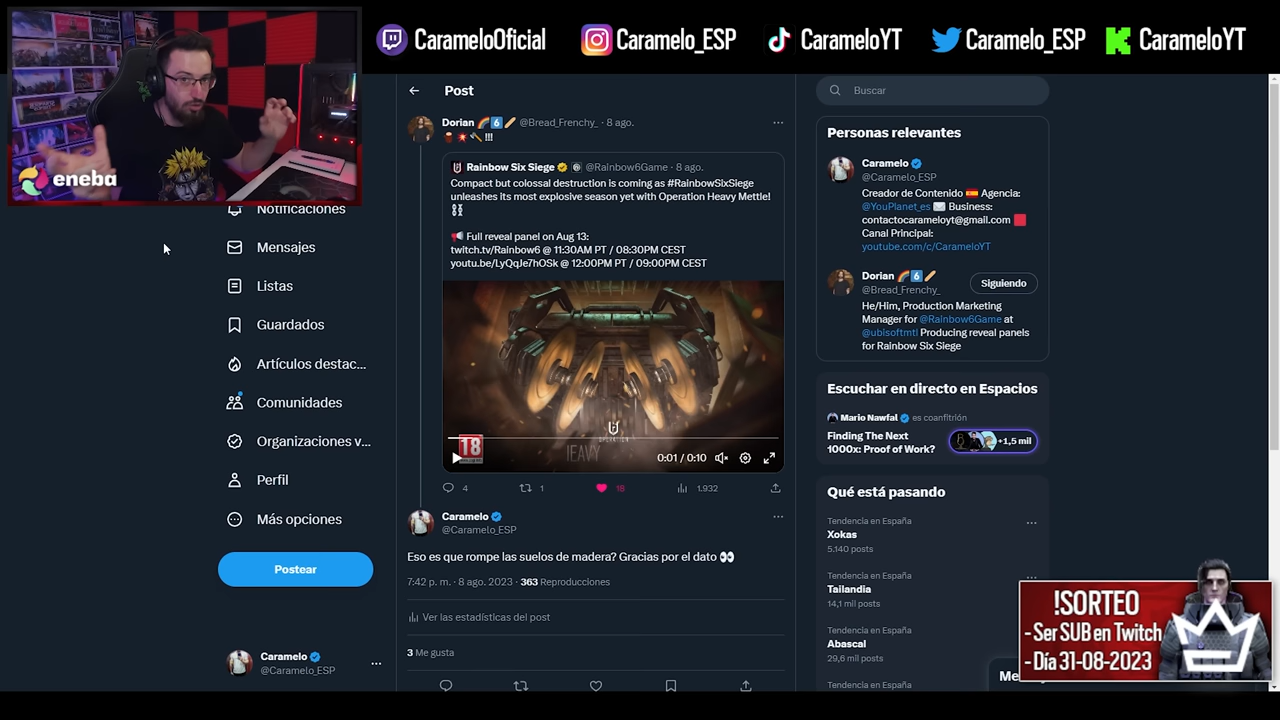 CarameloOficial
Caramelo_ESP
CarameloYT
Caramelo_ESP
CarameloYT
eneba
Notificaciones
Mensajes
Listas
Guardados
Artículos destac...
Comunidades
Organizaciones v...
Perfil
Más opciones
Postear
Caramelo
@Caramelo_ESP
Post
Dorian 🌈6️⃣🥖 @Bread_Frenchy_ · 8 ago.
!!!
Rainbow Six Siege @Rainbow6Game · 8 ago.
Compact but colossal destruction is coming as #RainbowSixSiege
unleashes its most explosive season yet with Operation Heavy Mettle!
📢 Full reveal panel on Aug 13:
twitch.tv/Rainbow6 @ 11:30AM PT / 08:30PM CEST
youtu.be/LyQqJe7hOSk @ 12:00PM PT / 09:00PM CEST
OPERATION
HEAVY
18
0:01 / 0:10
4
1
18
1.932
Caramelo
@Caramelo_ESP
Eso es que rompe las suelos de madera? Gracias por el dato 👀
7:42 p. m. · 8 ago. 2023 · 363 Reproducciones
Ver las estadísticas del post
3 Me gusta
Buscar
Personas relevantes
Caramelo
@Caramelo_ESP
Creador de Contenido 🇪🇸 Agencia:
@YouPlanet_es ✉️ Business:
contactocarameloyt@gmail.com 🟥
Canal Principal:
youtube.com/c/CarameloYT
Dorian 🌈6️⃣🥖
@Bread_Frenchy_
Siguiendo
He/Him, Production Marketing
Manager for @Rainbow6Game at
@ubisoftmtl Producing reveal panels
for Rainbow Six Siege
Escuchar en directo en Espacios
Mario Nawfal es coanfitrión
Finding The Next
1000x: Proof of Work?
+1,5 mil
Qué está pasando
Tendencia en España
Xokas
5.140 posts
Tendencia en España
Tailandia
14,1 mil posts
Tendencia en España
Abascal
29,6 mil posts
Tendencia en España
!SORTEO
- Ser SUB en Twitch
- Día 31-08-2023